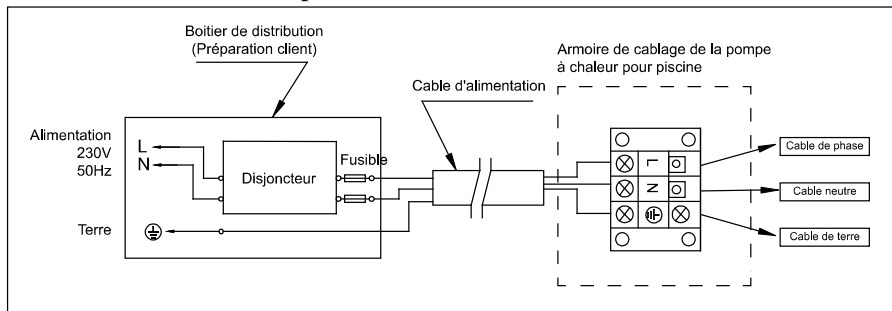 Boitier de distribution
(Préparation client)
Armoire de cablage de la pompe
à chaleur pour piscine
Cable d'alimentation
Alimentation
230V
50Hz
L
N
Disjoncteur
Fusible
Terre
L
N
Cable de phase
Cable neutre
Cable de terre